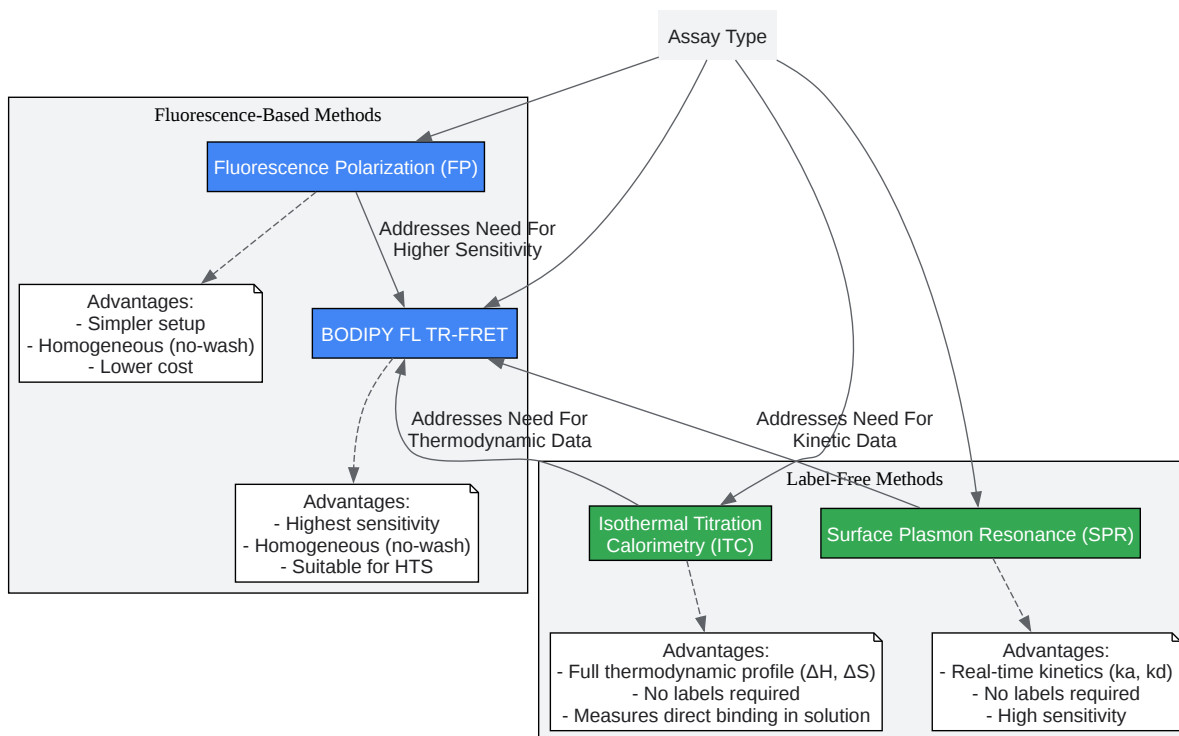 Assay Type
Fluorescence-Based Methods
Fluorescence Polarization (FP)
Addresses Need For
Higher Sensitivity
Advantages:
- Simpler setup
- Homogeneous (no-wash)
- Lower cost
BODIPY FL TR-FRET
Addresses Need For
Thermodynamic Data
Addresses Need For
Kinetic Data
Label-Free Methods
Advantages:
- Highest sensitivity
- Homogeneous (no-wash)
- Suitable for HTS
Isothermal Titration
Calorimetry (ITC)
Surface Plasmon Resonance (SPR)
Advantages:
- Full thermodynamic profile (ΔH, ΔS)
- No labels required
- Measures direct binding in solution
Advantages:
- Real-time kinetics (ka, kd)
- No labels required
- High sensitivity